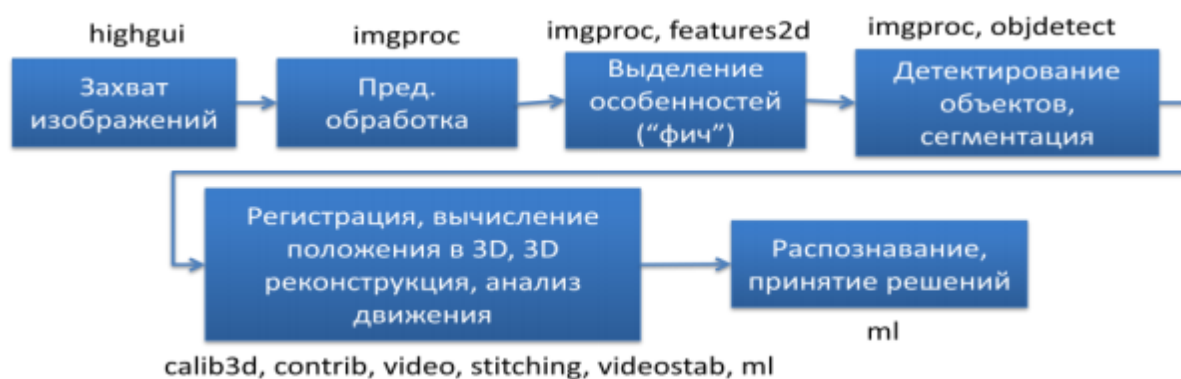 highgui
imgproc
imgproc, features2d
imgproc, objdetect
Захват
изображений
Пред.
обработка
Выделение
особенностей
(“фич”)
Детектирование
объектов,
сегментация
Регистрация, вычисление
положения в 3D, 3D
реконструкция, анализ
движения
Распознавание,
принятие решений
ml
calib3d, contrib, video, stitching, videostab, ml